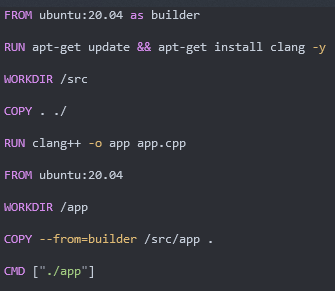 FROM ubuntu:20.04 as builder
RUN apt-get update && apt-get install clang -y
WORKDIR /src
COPY . ./
RUN clang++ -o app app.cpp
FROM ubuntu:20.04
WORKDIR /app
COPY --from=builder /src/app .
CMD ["./app"]